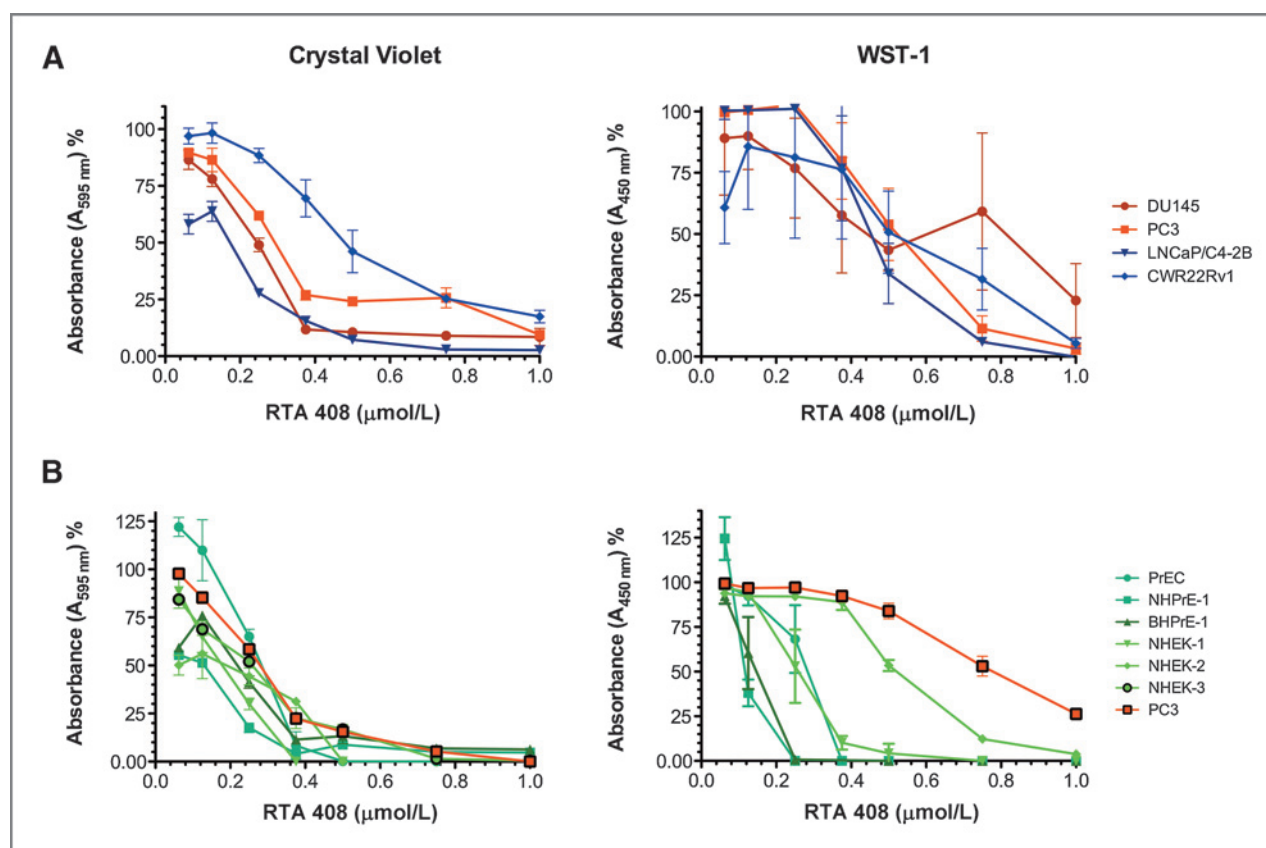 A
Crystal Violet
WST-1
Absorbance (A595 nm) %
100
75
50
25
0.00
0.0 0.2 0.4 0.6 0.8 1.0
RTA 408 (μmol/L)
Absorbance (A450 nm) %
100
75
50
25
0.00
0.0 0.2 0.4 0.6 0.8 1.0
RTA 408 (μmol/L)
DU145
PC3
LNCaP/C4-2B
CWR22Rv1
B
Absorbance (A595 nm) %
125
100
75
50
25
0.00
0.0 0.2 0.4 0.6 0.8 1.0
RTA 408 (μmol/L)
Absorbance (A450 nm) %
125
100
75
50
25
0.00
0.0 0.2 0.4 0.6 0.8 1.0
RTA 408 (μmol/L)
PrEC
NHPrE-1
BHPrE-1
NHEK-1
NHEK-2
NHEK-3
PC3